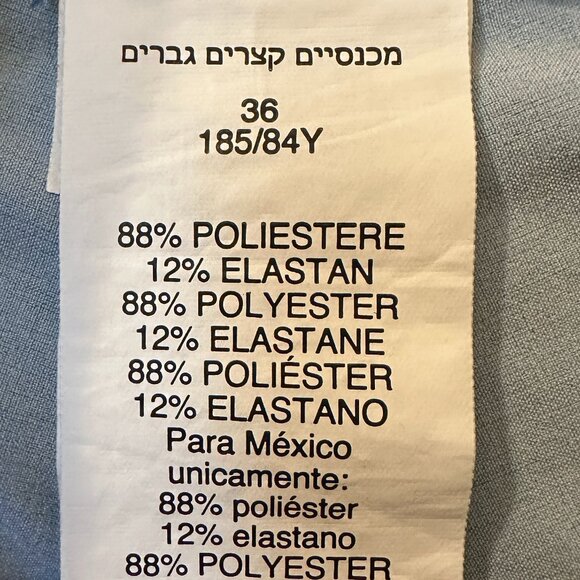 מכנסיים קצרים גברים
36
185/84Y
88% POLIESTERE
12% ELASTAN
88% POLYESTER
12% ELASTANE
88% POLIÉSTER
12% ELASTANO
Para México
unicamente:
88% poliéster
12% elastano
88% POLYESTER